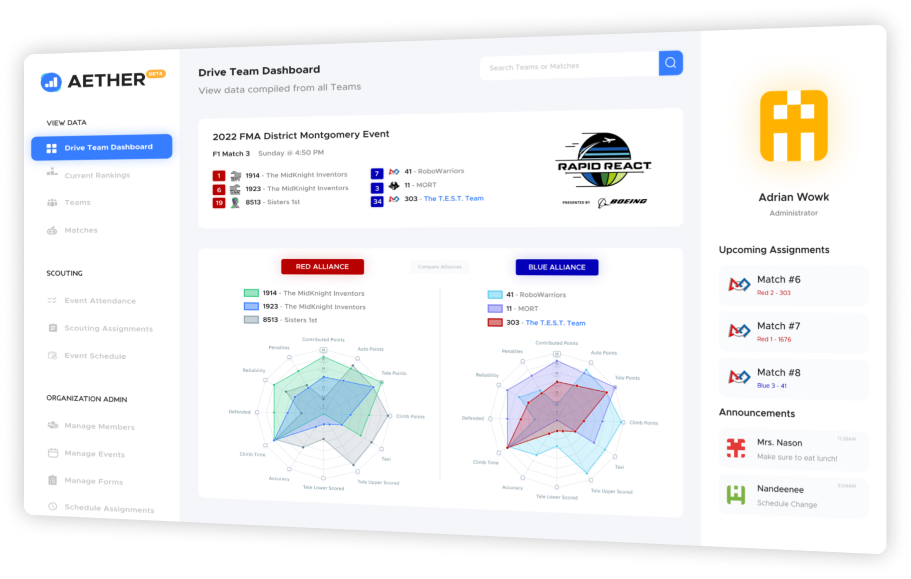 AETHER BETA
VIEW DATA
Drive Team Dashboard
Current Rankings
Teams
Matches
SCOUTING
Event Attendance
Scouting Assignments
Event Schedule
ORGANIZATION ADMIN
Manage Members
Manage Events
Manage Forms
Schedule Assignments
Drive Team Dashboard
View data compiled from all Teams
Search Teams or Matches
2022 FMA District Montgomery Event
F1 Match 3 Sunday @ 4:50 PM
1 1914 - The MidKnight Inventors
6 1923 - The MidKnight Inventors
19 8513 - Sisters 1st
7 41 - RoboWarriors
3 11 - MORT
34 303 - The T.E.S.T. Team
RAPID REACT
PRESENTED BY BOEING
RED ALLIANCE
Compare Alliances
BLUE ALLIANCE
1914 - The MidKnight Inventors
1923 - The MidKnight Inventors
8513 - Sisters 1st
Contributed Points
Auto Points
Tele Points
Climb Points
Taxi
Tele Upper Scored
Tele Lower Scored
Accuracy
Climb Time
Defended
Reliability
Penalties
41 - RoboWarriors
11 - MORT
303 - The T.E.S.T. Team
Contributed Points
Auto Points
Tele Points
Climb Points
Taxi
Tele Upper Scored
Tele Lower Scored
Accuracy
Climb Time
Defended
Reliability
Penalties
Adrian Wowk
Administrator
Upcoming Assignments
Match #6
Red 2 - 303
Match #7
Red 1 - 1676
Match #8
Blue 3 - 41
Announcements
Mrs. Nason
Make sure to eat lunch!
Nandeenee
Schedule Change